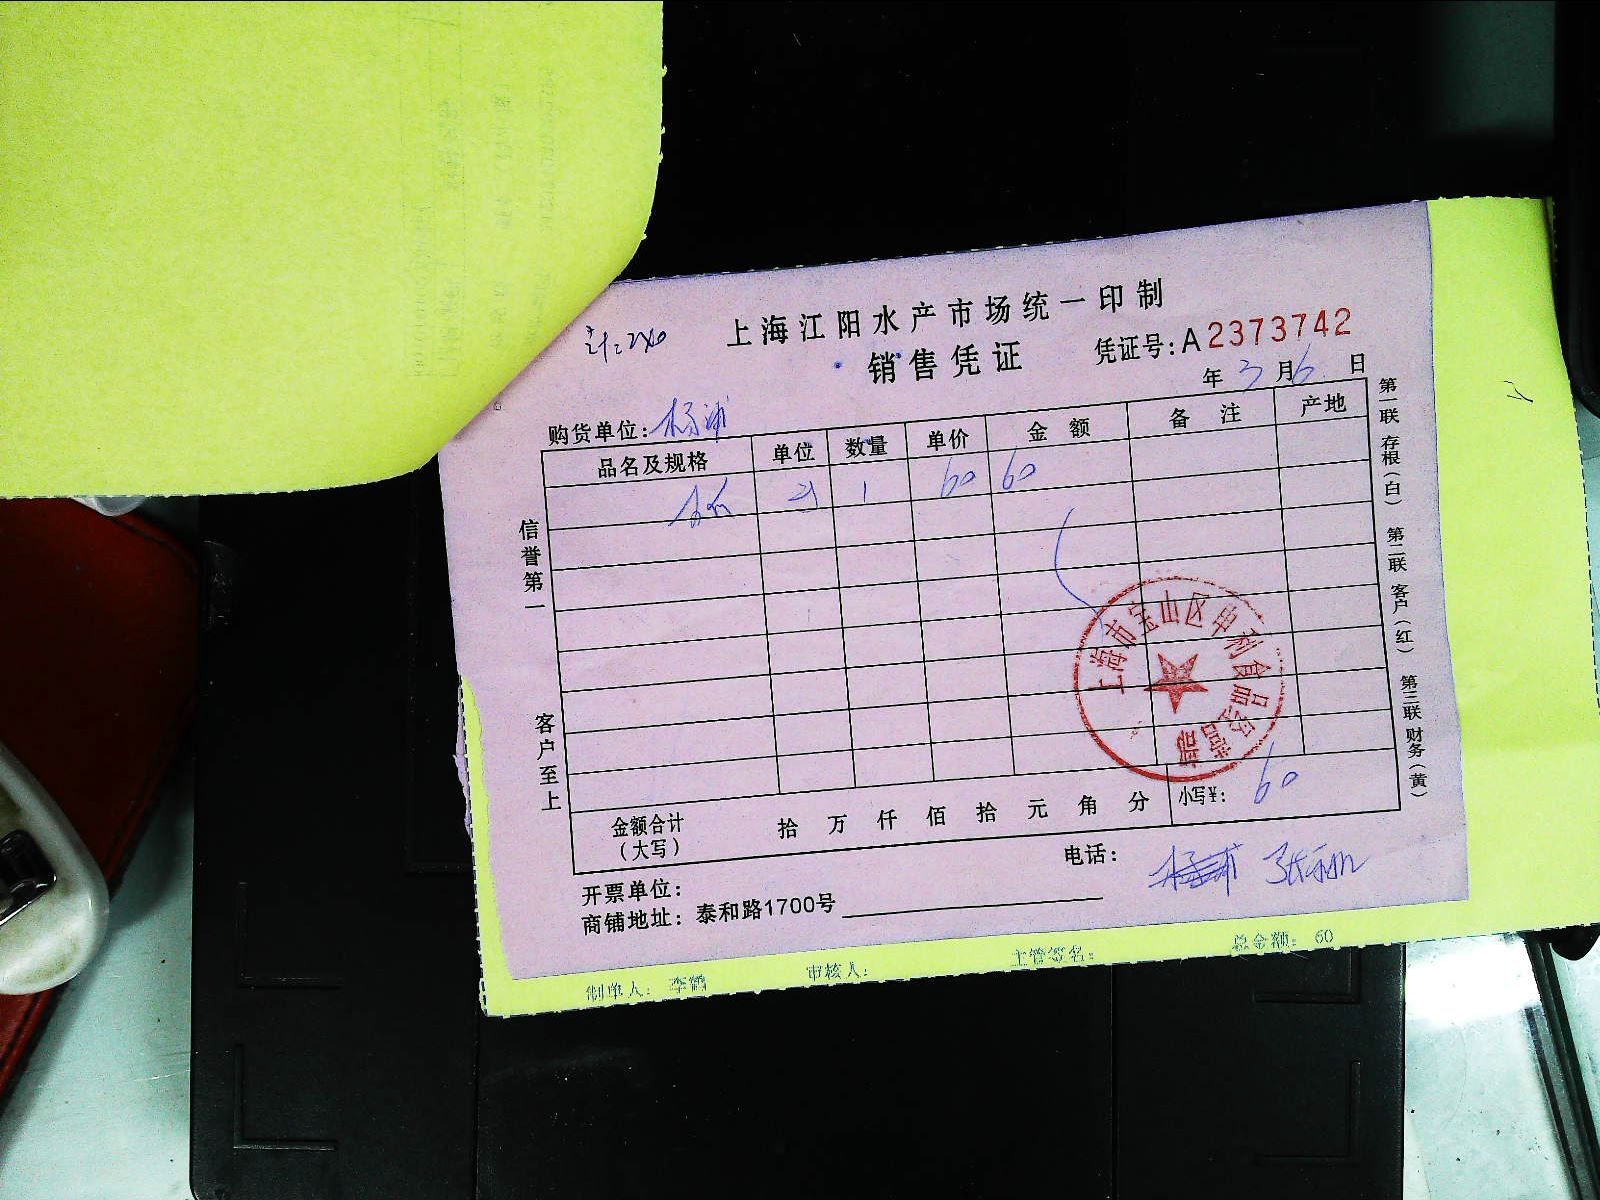 上海江阳水产市场统一印制
销售凭证
凭证号:A2373742
年 3 月 6 日
购货单位: 杨浦
品名及规格 单位 数量 单价 金额 备注 产地
1 60 60
信誉第一
客户至上
第一联 存根(白) 第二联 客户(红) 第三联 财务(黄)
上海市宝山区申利食品经营部
金额合计(大写) 拾 万 仟 佰 拾 元 角 分 小写¥: 60
电话:
开票单位:
商铺地址: 泰和路1700号
制单人: 李鹤 审核人: 主管签名: 总金额: 60